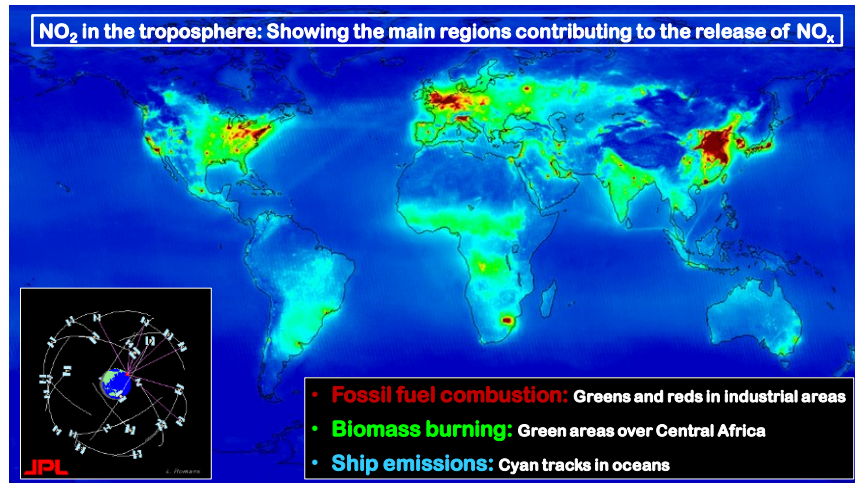 NO₂ in the troposphere: Showing the main regions contributing to the release of NOₓ
• Fossil fuel combustion: Greens and reds in industrial areas
• Biomass burning: Green areas over Central Africa
• Ship emissions: Cyan tracks in oceans
JPL